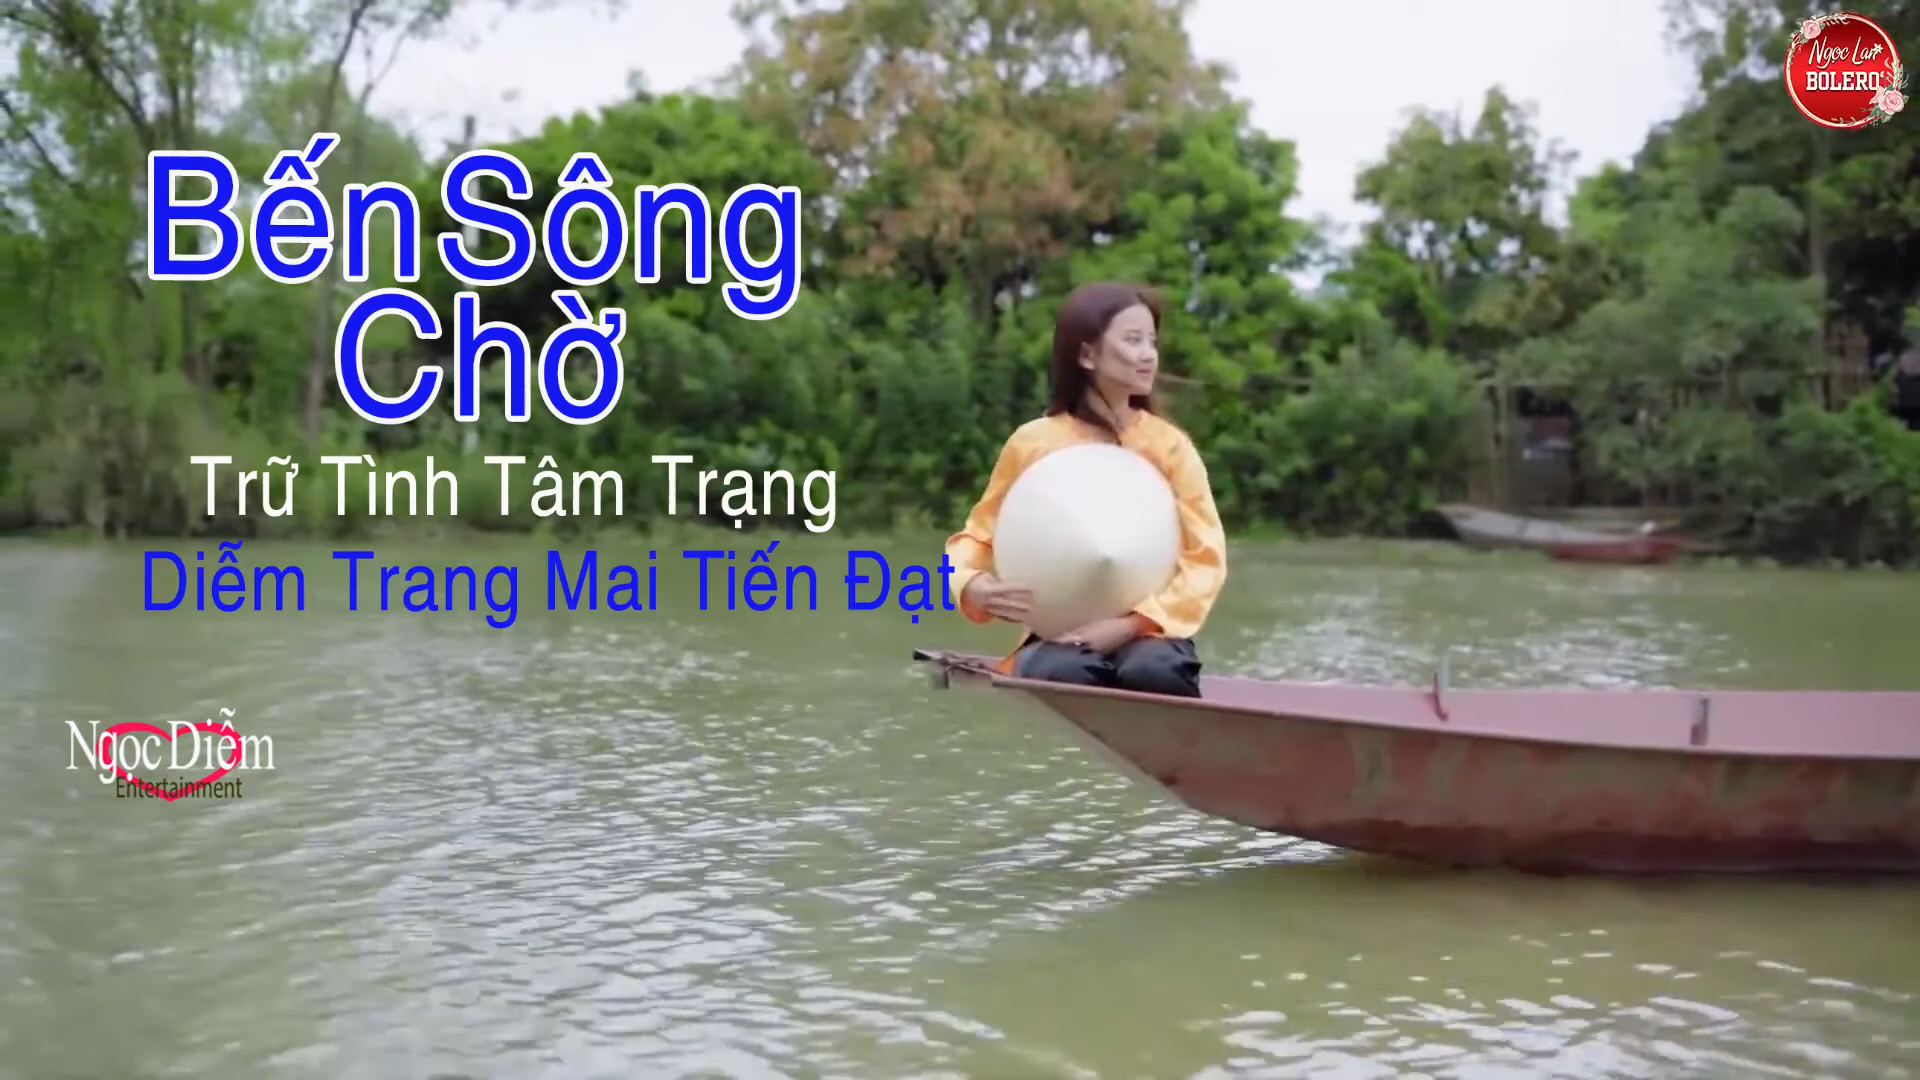 Ngọc Lan
BOLERO
Bến Sông
Chờ
Trữ Tình Tâm Trạng
Diễm Trang Mai Tiến Đạt
Ngọc Diễm
Entertainment